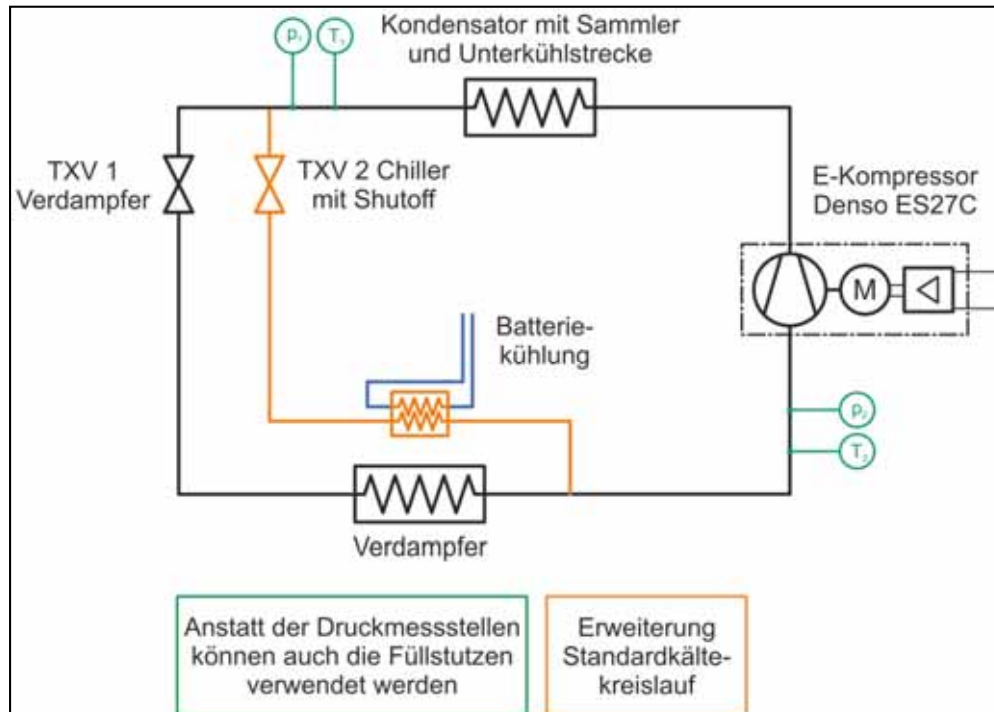 p₁ T₁
Kondensator mit Sammler
und Unterkühlstrecke
TXV 1
Verdampfer
TXV 2 Chiller
mit Shutoff
E-Kompressor
Denso ES27C
M
Batterie-
kühlung
p₂
T₂
Verdampfer
Anstatt der Druckmessstellen
können auch die Füllstutzen
verwendet werden
Erweiterung
Standardkälte-
kreislauf